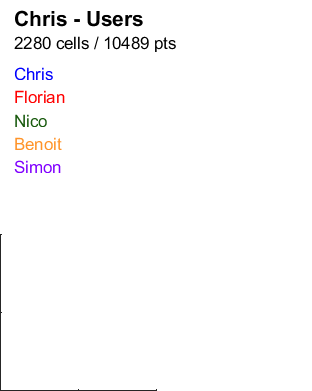 Chris - Users
2280 cells / 10489 pts
Chris
Florian
Nico
Benoit
Simon